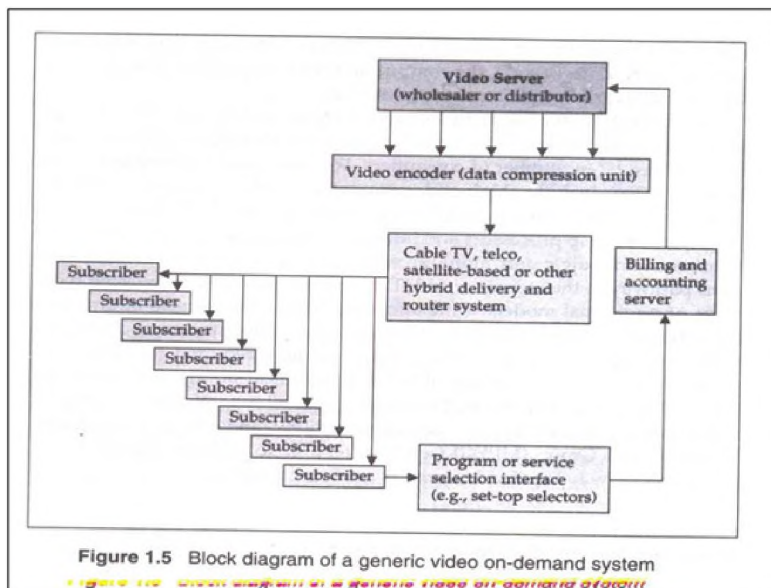 Video Server
(wholesaler or distributor)
Video encoder (data compression unit)
Cable TV, telco,
satellite-based or other
hybrid delivery and
router system
Billing and
accounting
server
Subscriber
Subscriber
Subscriber
Subscriber
Subscriber
Subscriber
Subscriber
Subscriber
Program or service
selection interface
(e.g., set-top selectors)
Figure 1.5 Block diagram of a generic video on-demand system